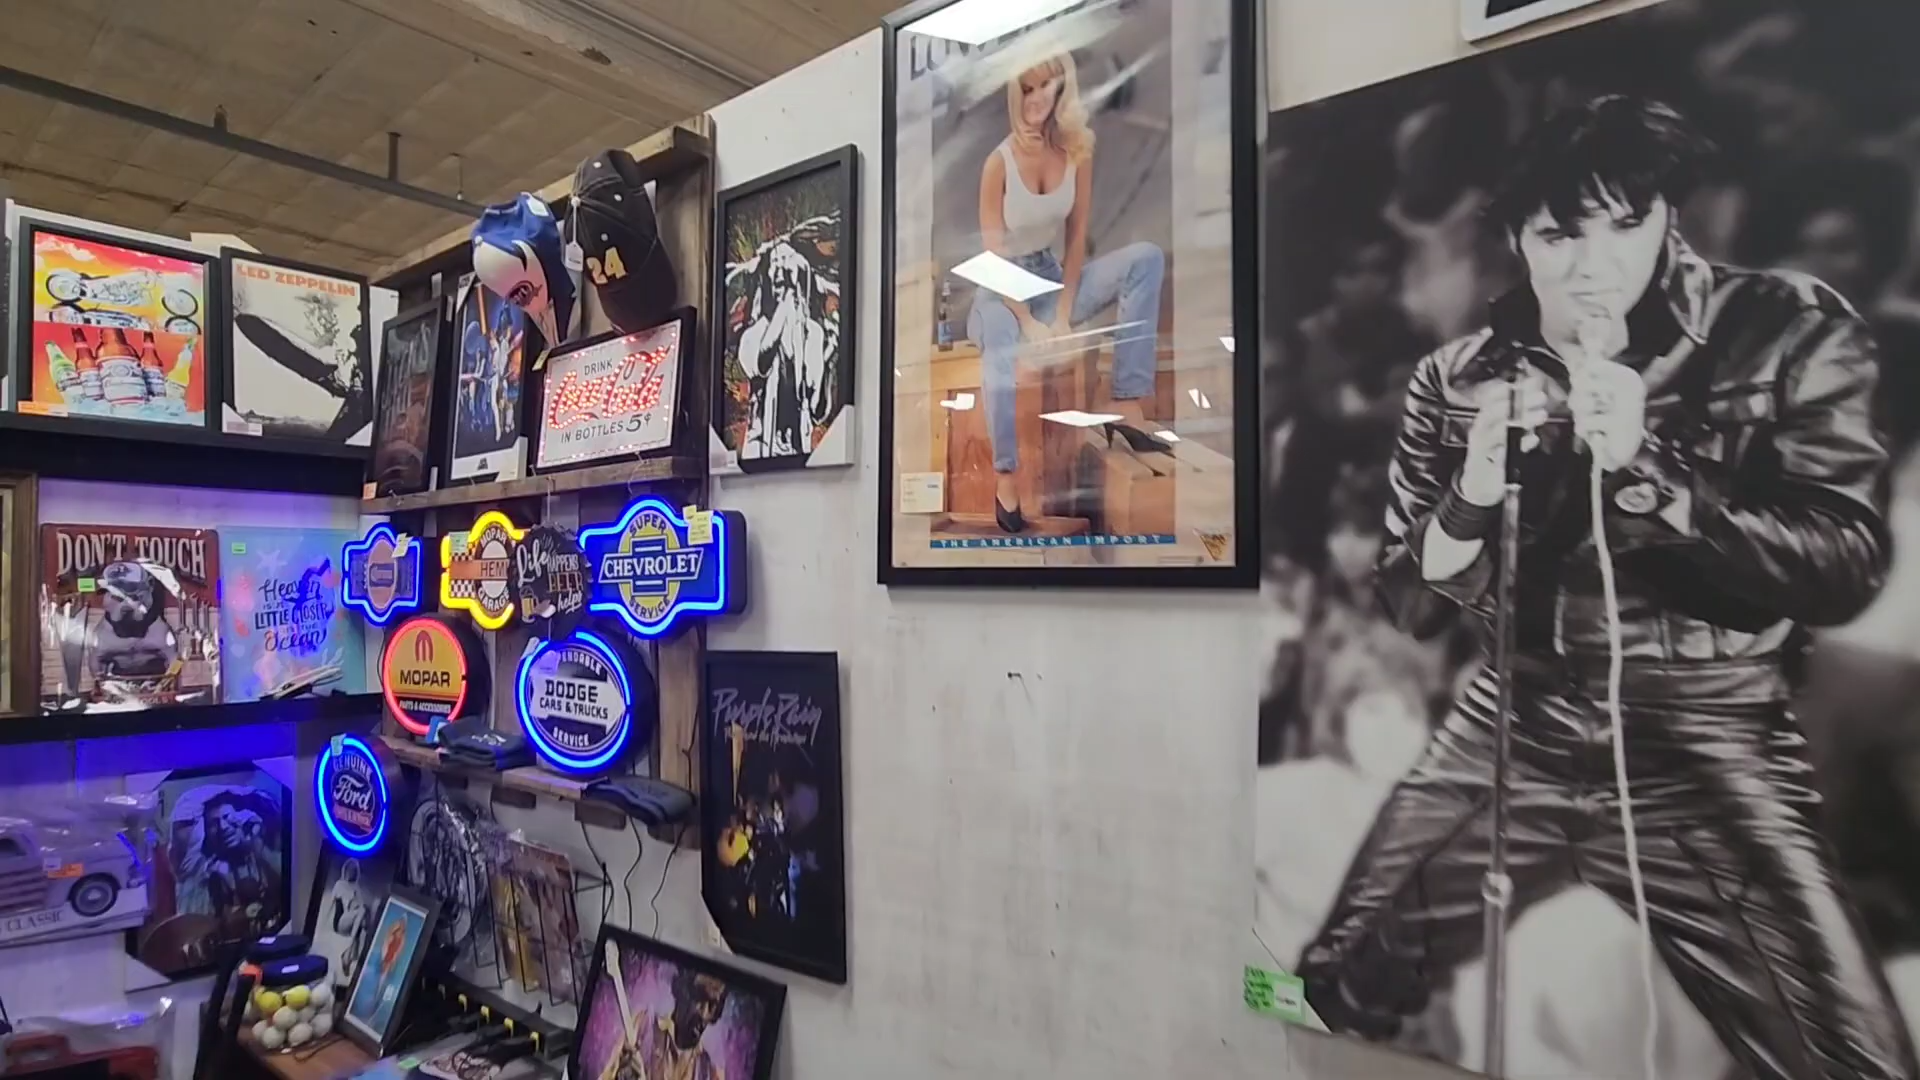 LED ZEPPELIN
24
DRINK
Coca-Cola
IN BOTTLES 5¢
DON'T TOUCH
Heaven
IS A
LITTLE CLOSER
IN THE
Ocean
MOPAR
HEMI
GARAGE
Life
HAPPENS
BEER
helps
SUPER
CHEVROLET
SERVICE
MOPAR
PARTS & ACCESSORIES
DODGE
CARS & TRUCKS
SERVICE
GENUINE
Ford
CLASSIC
Purple Rain
THE AMERICAN IMPORT